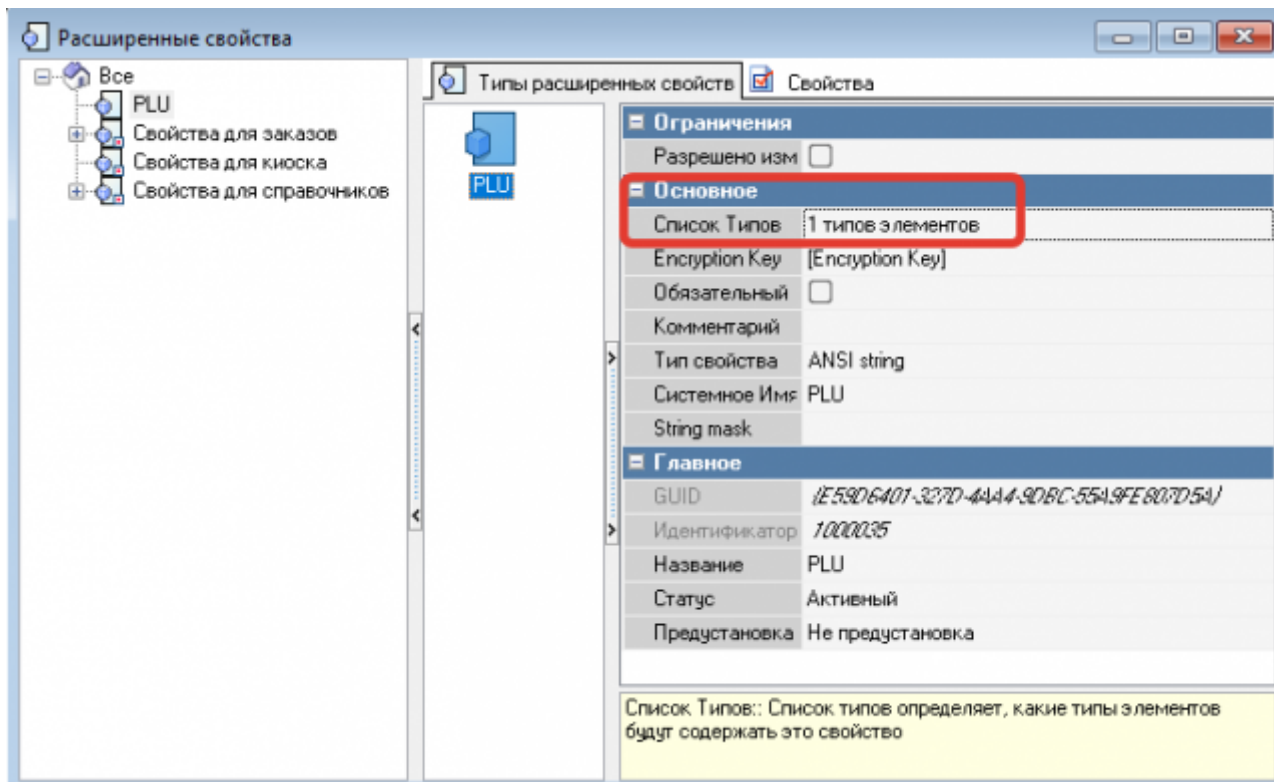 Расширенные свойства
Все
PLU
Свойства для заказов
Свойства для киоска
Свойства для справочников
Типы расширенных свойств Свойства
PLU
Ограничения
Разрешено изм
Основное
Список Типов 1 типов элементов
Encryption Key [Encryption Key]
Обязательный
Комментарий
Тип свойства ANSI string
Системное Имя PLU
String mask
Главное
GUID {E59D6401-327D-4AA4-9DBC-55A9FE807D5A}
Идентификатор 1000035
Название PLU
Статус Активный
Предустановка Не предустановка
Список Типов:: Список типов определяет, какие типы элементов
будут содержать это свойство